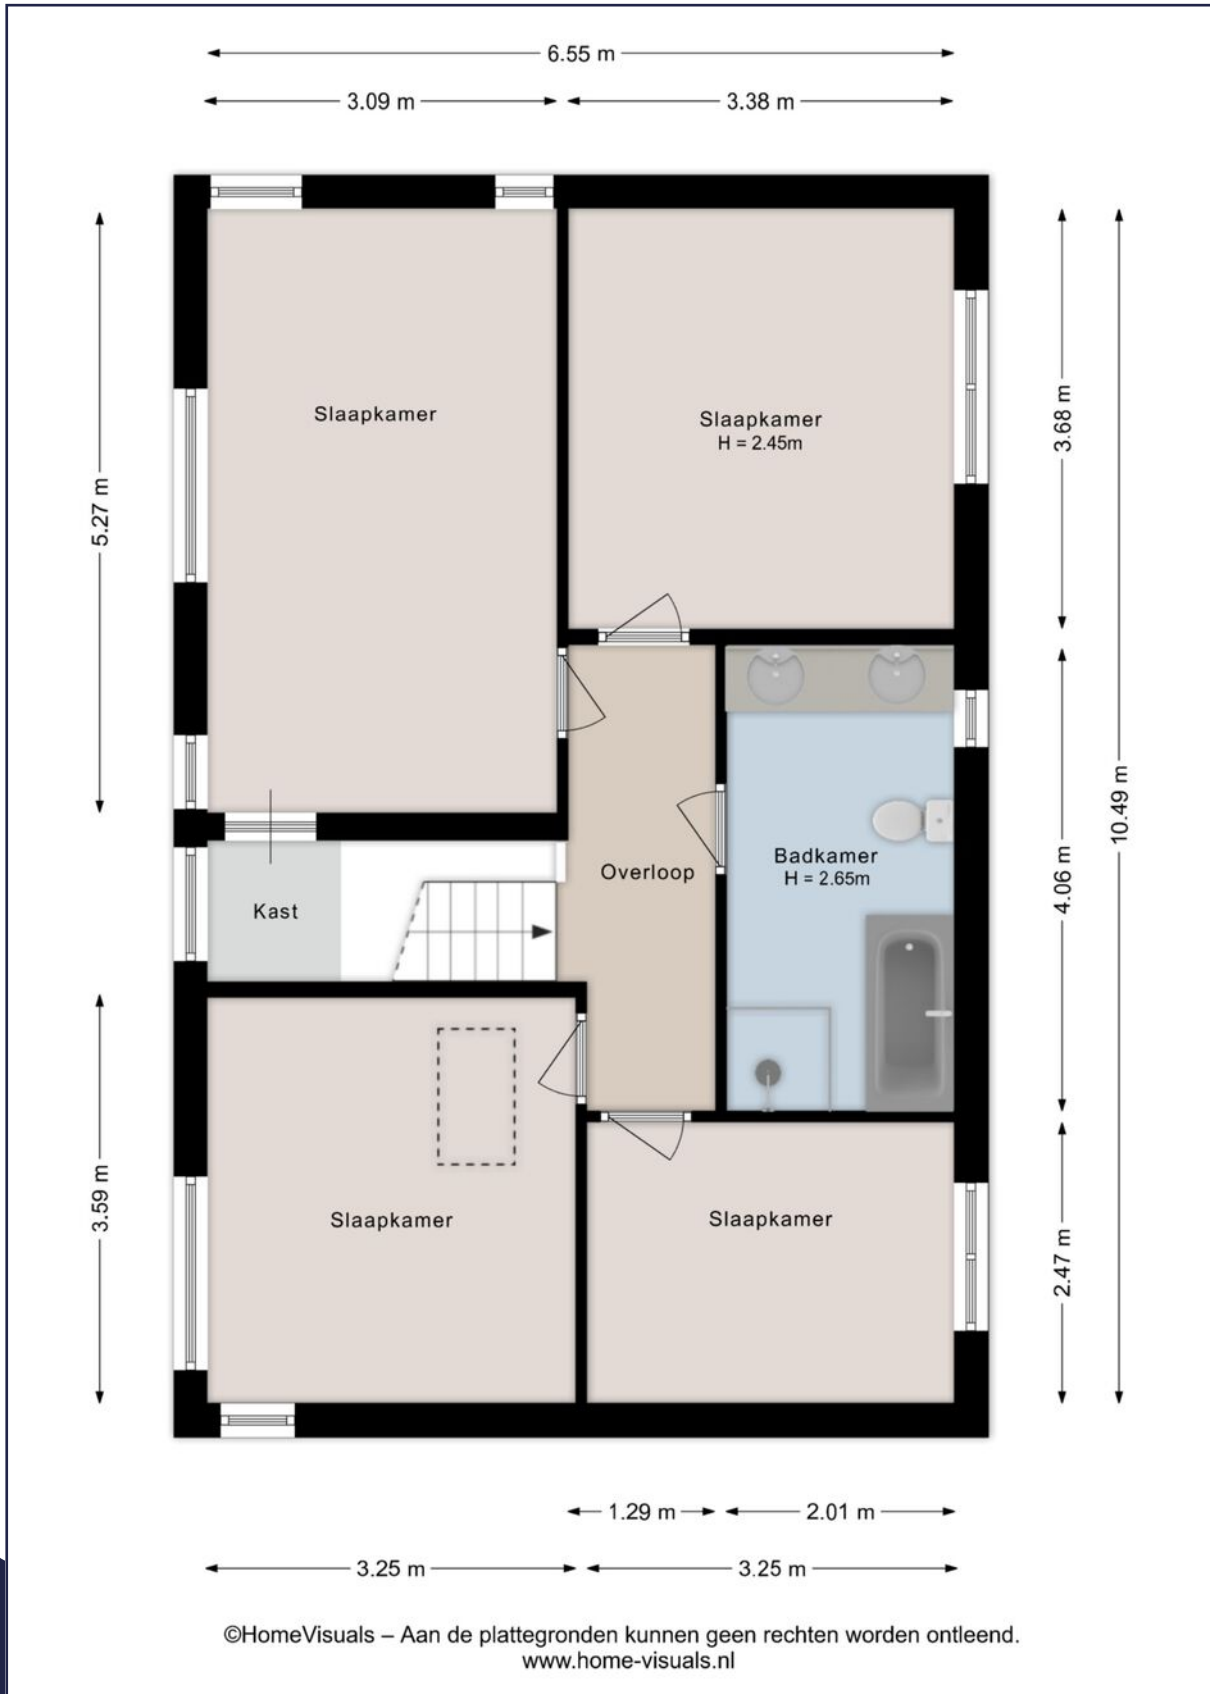 6.55 m
3.09 m
3.38 m
5.27 m
3.68 m
Slaapkamer
Slaapkamer
H = 2.45m
10.49 m
4.06 m
Badkamer
H = 2.65m
Overloop
Kast
3.59 m
2.47 m
Slaapkamer
Slaapkamer
1.29 m
2.01 m
3.25 m
3.25 m
©HomeVisuals – Aan de plattegronden kunnen geen rechten worden ontleend.
www.home-visuals.nl